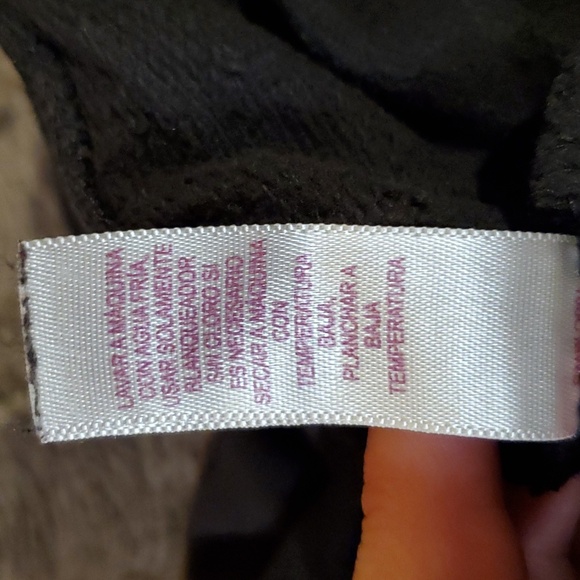 LAVAR A MAQUINA
CON AGUA FRIA,
USAR SOLAMENTE
BLANQUEADOR
SIN CLORO SI
ES NECESARIO
SECAR A MAQUINA
CON
TEMPERATURA
BAJA,
PLANCHAR A
BAJA
TEMPERATURA